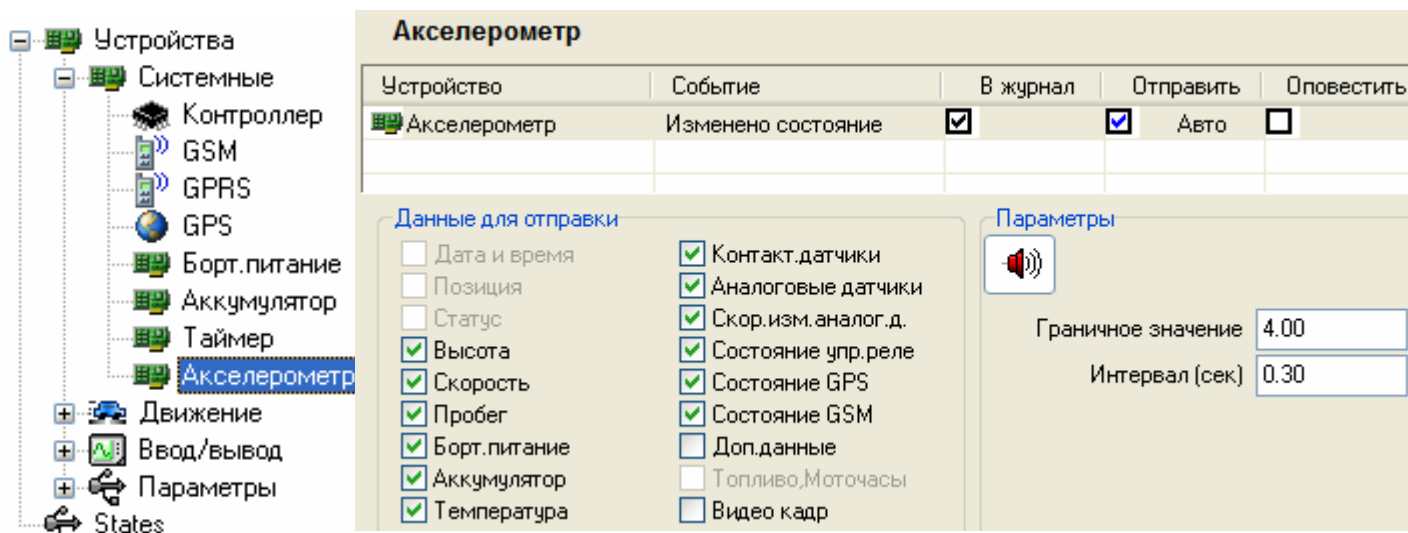 Устройства
Системные
Контроллер
GSM
GPRS
GPS
Борт.питание
Аккумулятор
Таймер
Акселерометр
Движение
Ввод/вывод
Параметры
States
Акселерометр
Устройство Событие В журнал Отправить Оповестить
Акселерометр Изменено состояние Авто
Данные для отправки
Дата и время
Позиция
Статус
Высота
Скорость
Пробег
Борт.питание
Аккумулятор
Температура
Контакт.датчики
Аналоговые датчики
Скор.изм.аналог.д.
Состояние упр.реле
Состояние GPS
Состояние GSM
Доп.данные
Топливо,Моточасы
Видео кадр
Параметры
Граничное значение 4.00
Интервал (сек) 0.30